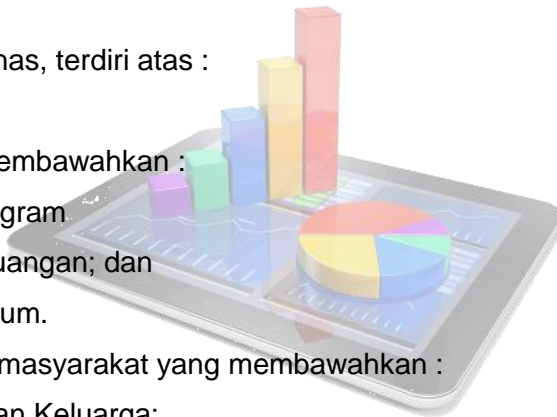 nas, terdiri atas :
embawahkan :
gram
uangan; dan
um.
masyarakat yang membawahkan :
an Keluarga;